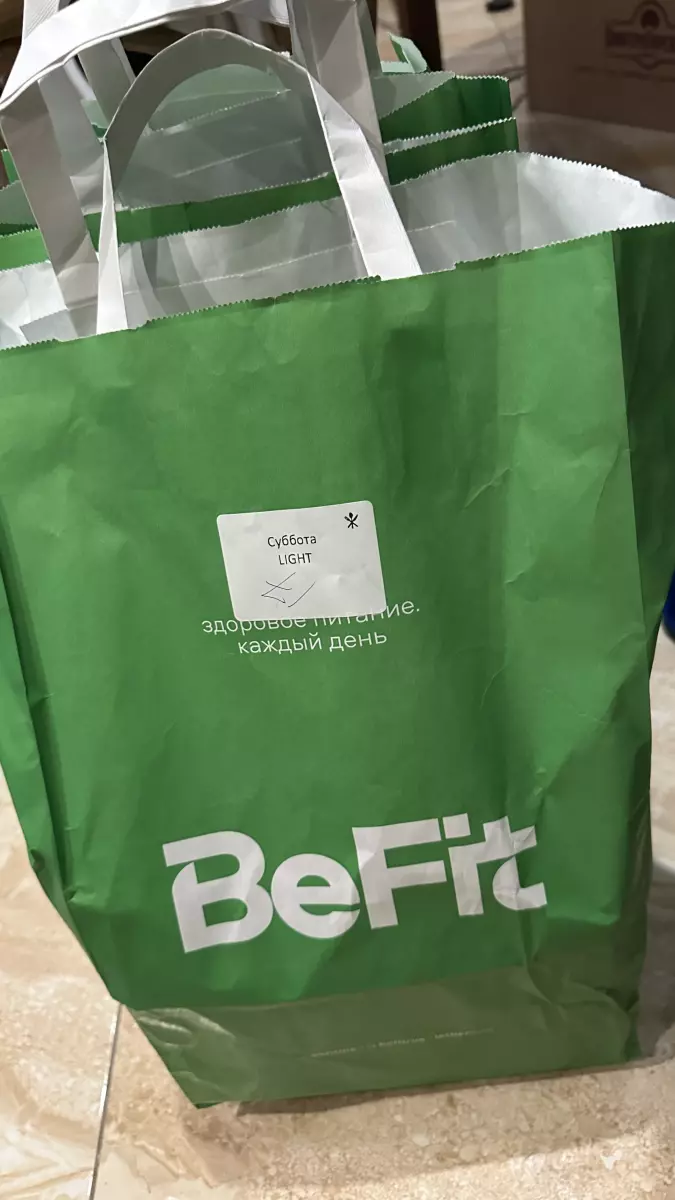 Суббота
LIGHT
здоровое питание.
каждый день
BeFit